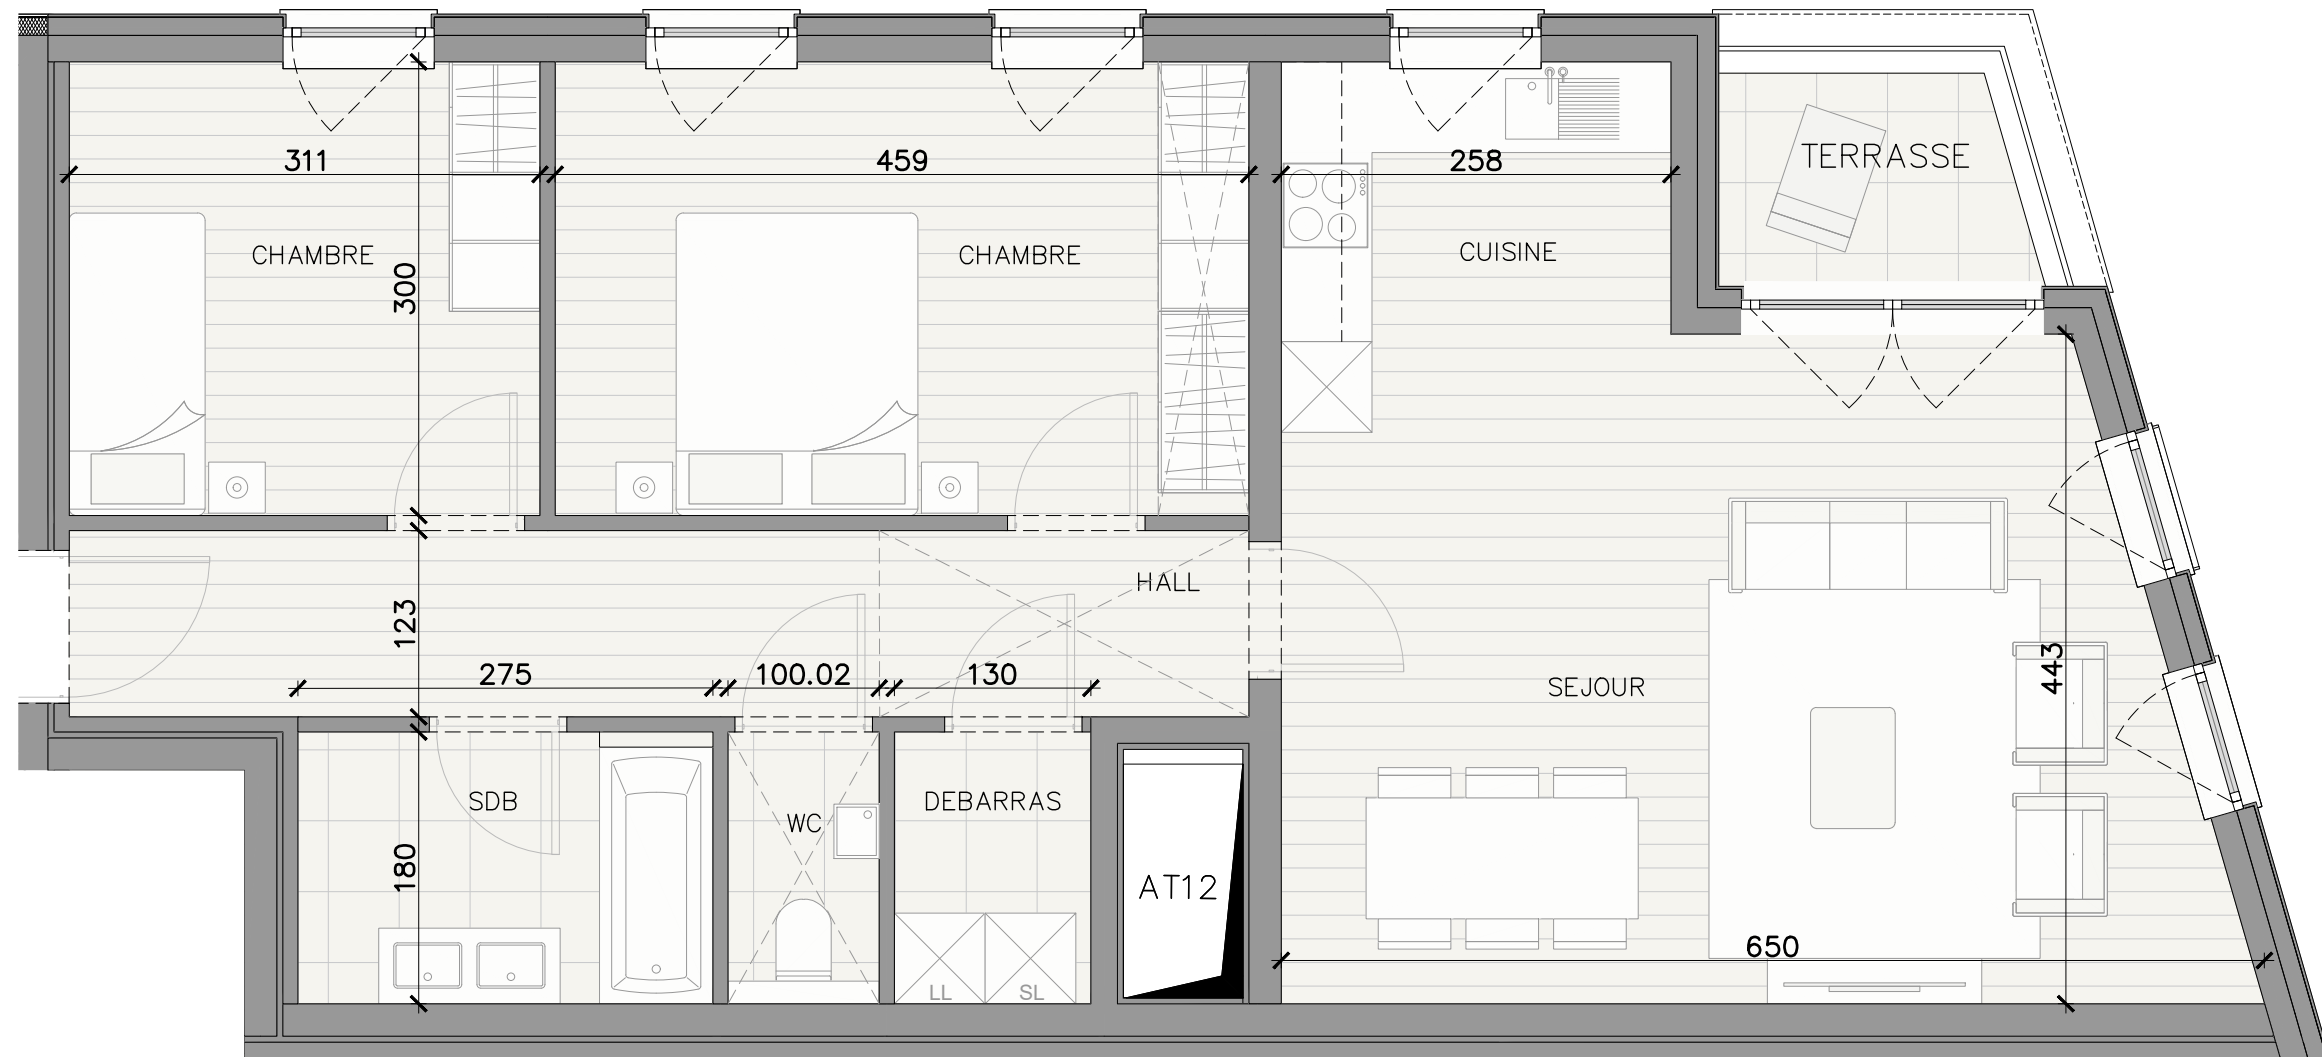 311
459
258
TERRASSE
CHAMBRE
CHAMBRE
CUISINE
300
HALL
123
275
100.02
130
SEJOUR
443
SDB
WC
DEBARRAS
180
AT12
650
LL
SL